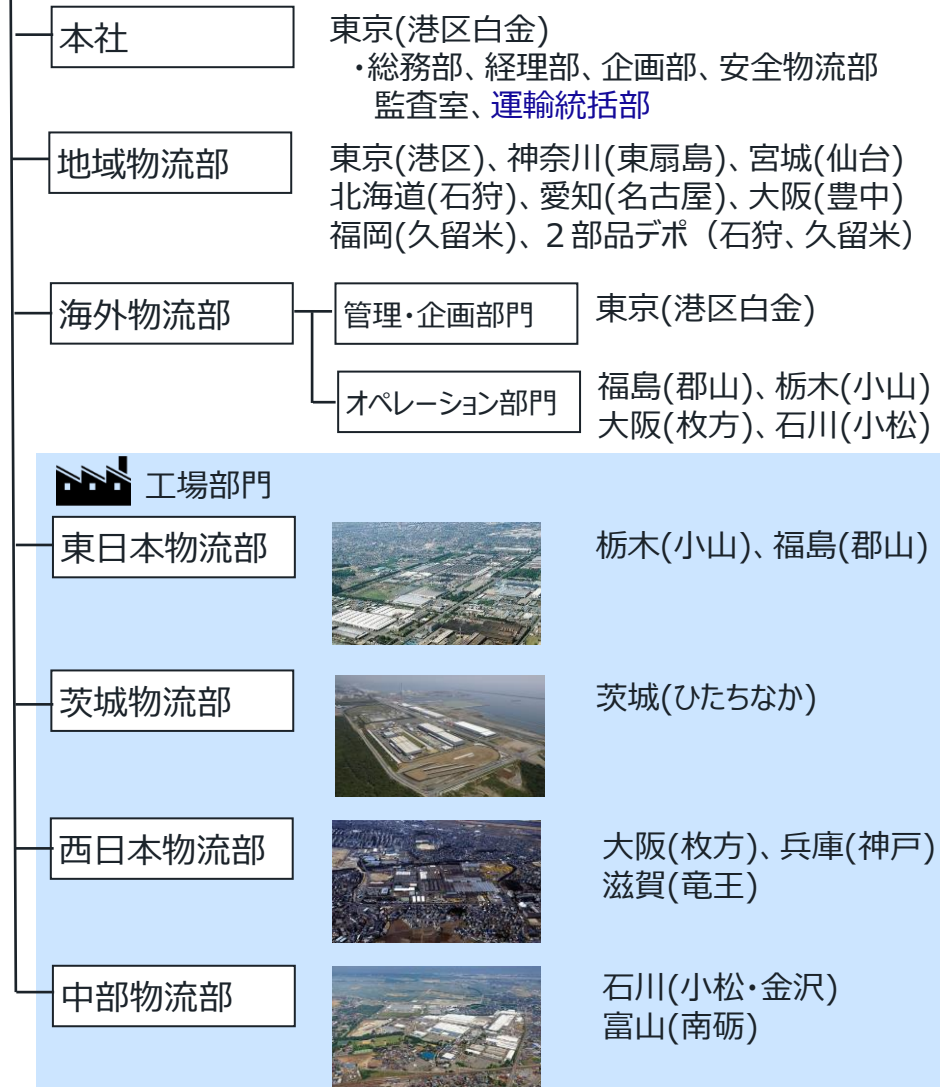 本社
東京(港区白金)
・総務部、経理部、企画部、安全物流部
監査室、運輸統括部
地域物流部
東京(港区)、神奈川(東扇島)、宮城(仙台)
北海道(石狩)、愛知(名古屋)、大阪(豊中)
福岡(久留米)、２部品デポ（石狩、久留米）
海外物流部
管理・企画部門
東京(港区白金)
オペレーション部門
福島(郡山)、栃木(小山)
大阪(枚方)、石川(小松)
工場部門
東日本物流部
栃木(小山)、福島(郡山)
茨城物流部
茨城(ひたちなか)
西日本物流部
大阪(枚方)、兵庫(神戸)
滋賀(竜王)
中部物流部
石川(小松・金沢)
富山(南砺)